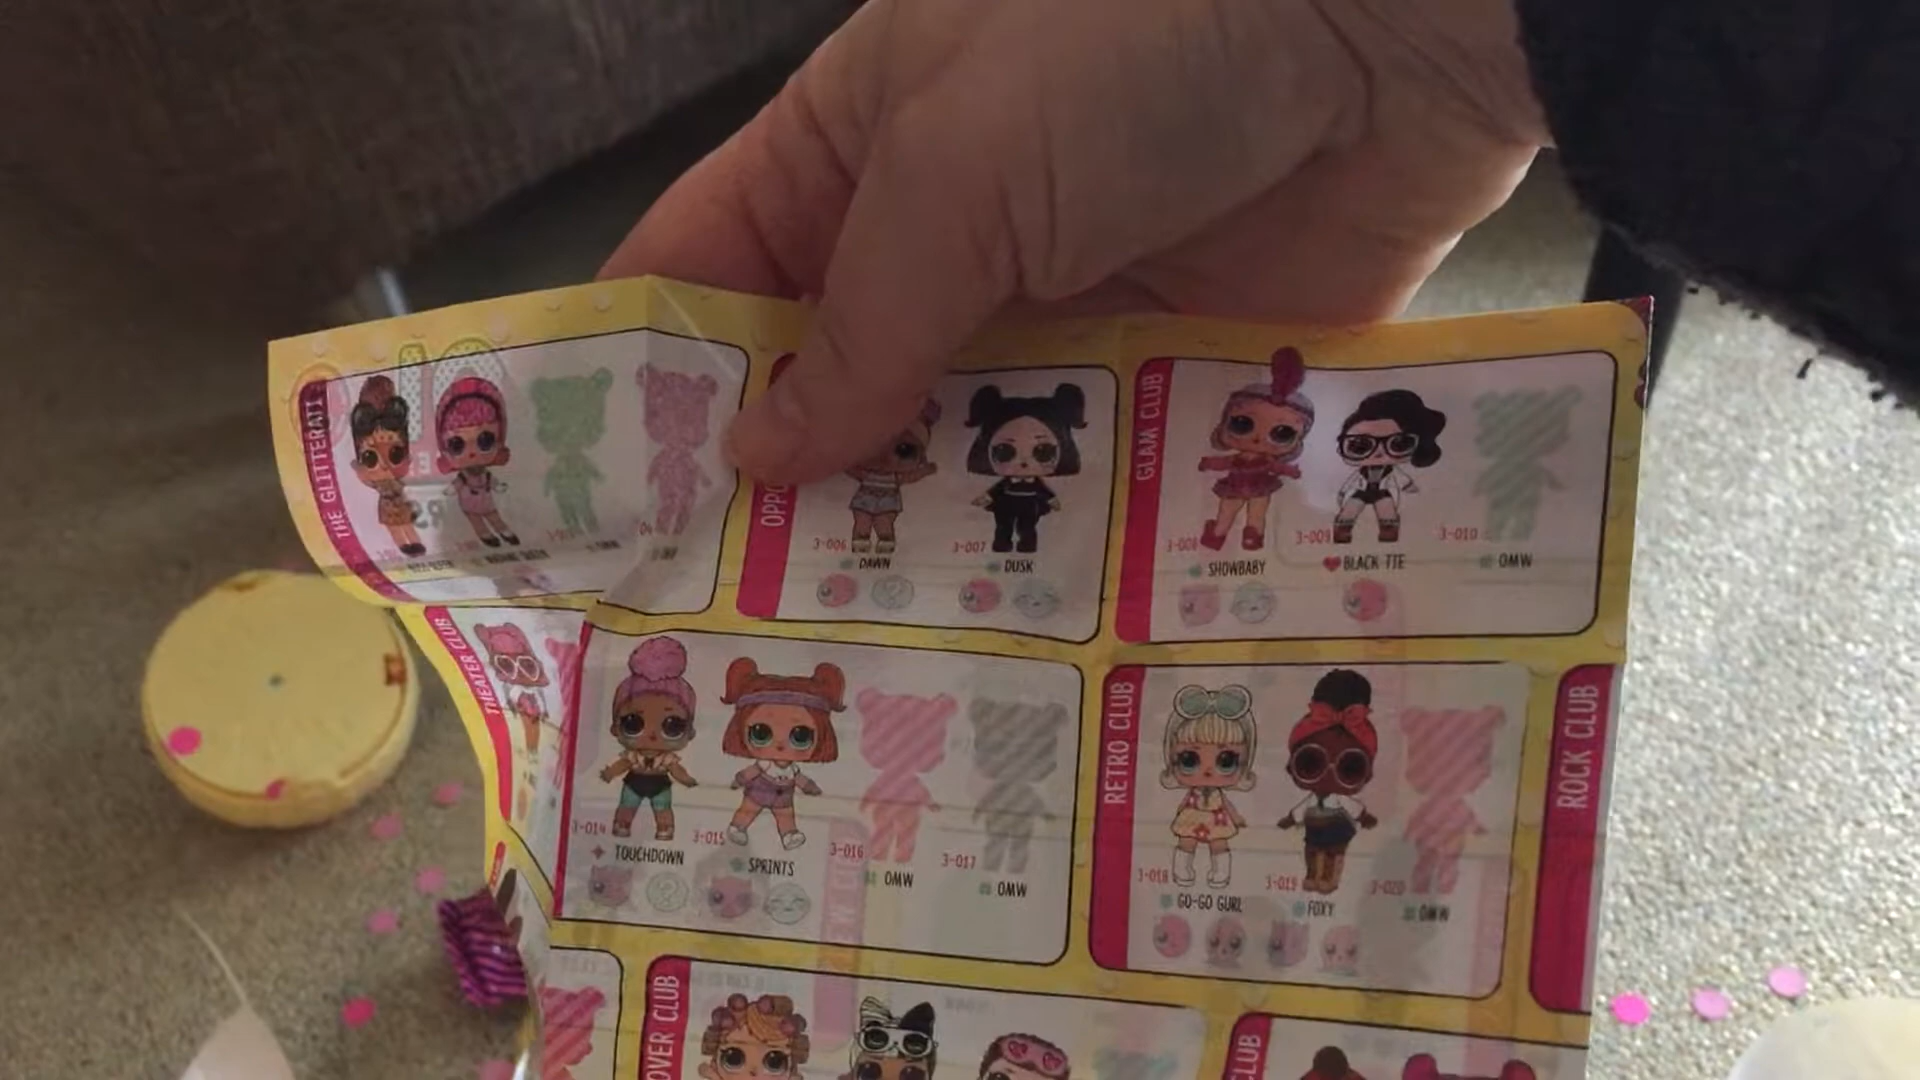 THE GLITTERATI
OPPO
3-006
DAWN
3-007
DUSK
GLAM CLUB
3-008
SHOWBABY
3-009
BLACK TIE
3-010
OMW
THEATER CLUB
3-014
TOUCHDOWN
3-015
SPRINTS
3-016
OMW
3-017
OMW
RETRO CLUB
3-018
GO-GO GURL
3-019
FOXY
3-020
OMW
ROCK CLUB
OVER CLUB
CLUB